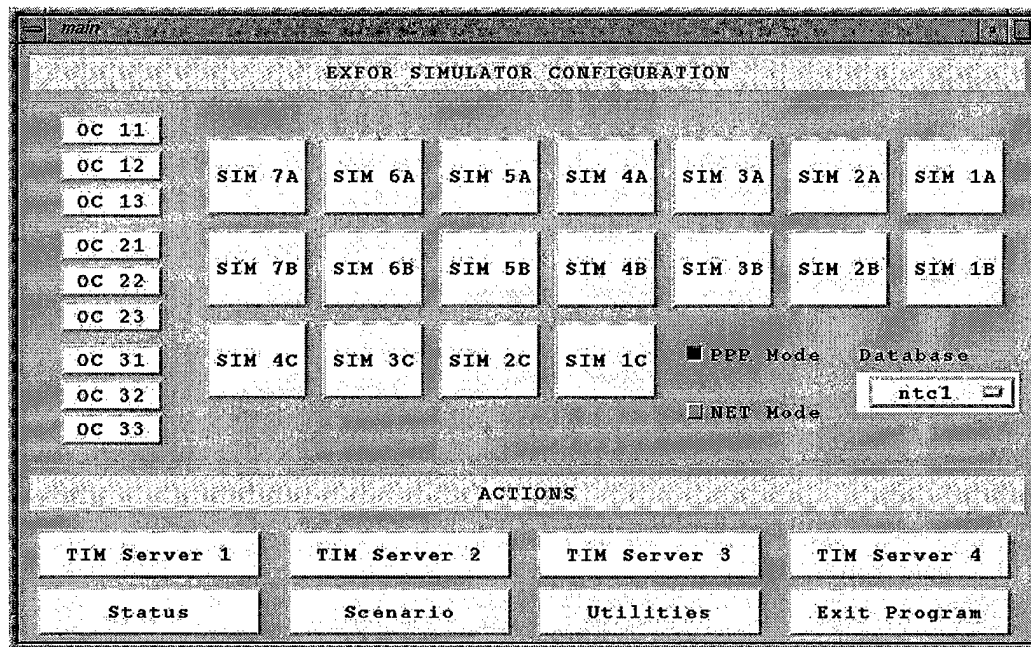 main
EXFOR SIMULATOR CONFIGURATION
OC 11
OC 12
OC 13
OC 21
OC 22
OC 23
OC 31
OC 32
OC 33
SIM 7A SIM 6A SIM 5A SIM 4A SIM 3A SIM 2A SIM 1A
SIM 7B SIM 6B SIM 5B SIM 4B SIM 3B SIM 2B SIM 1B
SIM 4C SIM 3C SIM 2C SIM 1C
PPP Mode
NET Mode
Database
ntc1
ACTIONS
TIM Server 1 TIM Server 2 TIM Server 3 TIM Server 4
Status Scenario Utilities Exit Program